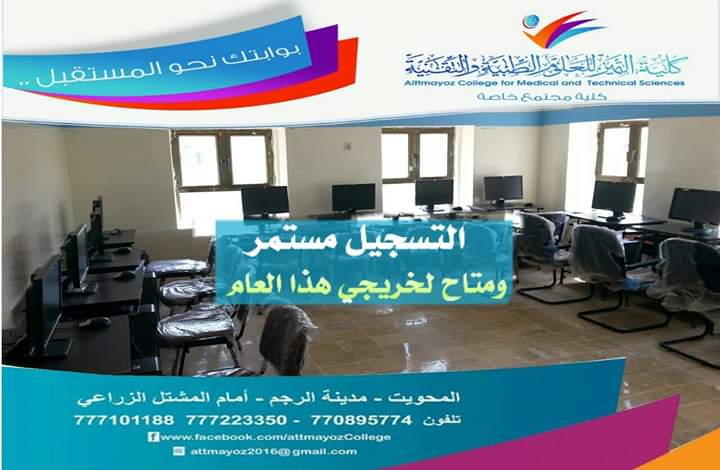 بوابتك نحو المستقبل ..
كلية التميز للعلوم الطبية والتقنية
Alttmayoz College for Medical and Technical Sciences
كلية مجتمع خاصة
التسجيل مستمر
ومتاح لخريجي هذا العام
المحويت - مدينة الرجم - أمام المشتل الزراعي
تلفون 770895774 - 777223350 777101188
www.facebook.com/attmayozCollege
attmayoz2016@gmail.com